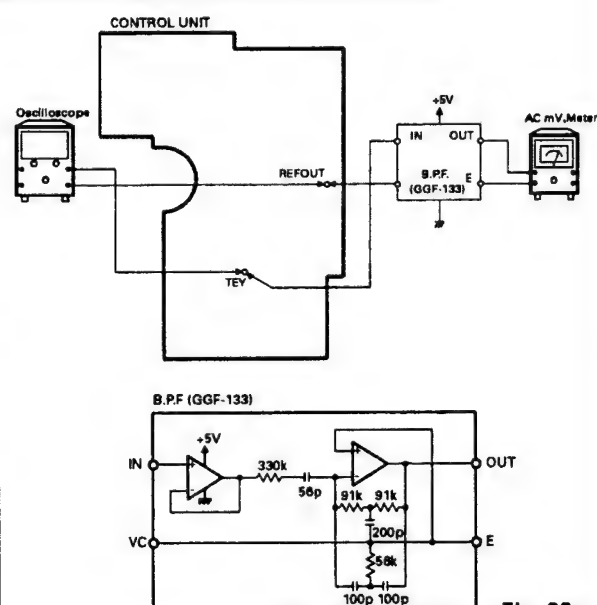 CONTROL UNIT
Oscilloscope
+5V
AC mV.Meter
IN OUT
REFOUT
B.P.F. E
(GGF-133)
TEY
B.P.F (GGF-133)
+5V
IN
330k
56p
OUT
91k 91k
200p
VC
E
56k
100p 100p